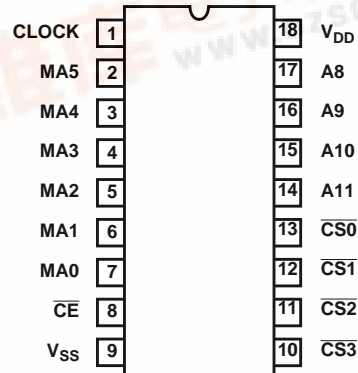 CLOCK 1 18 VDD
MA5 2 17 A8
MA4 3 16 A9
MA3 4 15 A10
MA2 5 14 A11
MA1 6 13 CS0
MA0 7 12 CS1
CE 8 11 CS2
VSS 9 10 CS3